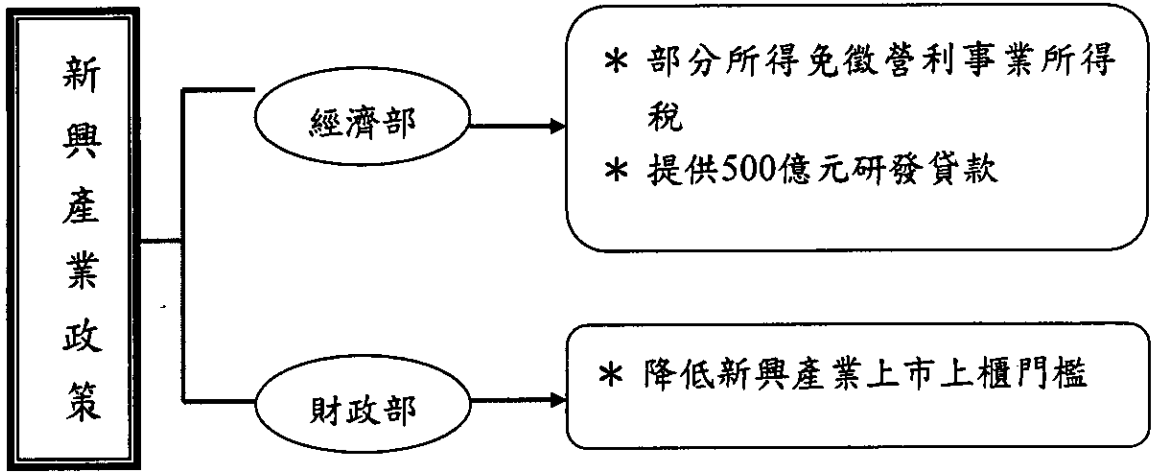 新興產業政策
經濟部
＊ 部分所得免徵營利事業所得
稅
＊ 提供500億元研發貸款
財政部
＊ 降低新興產業上市上櫃門檻